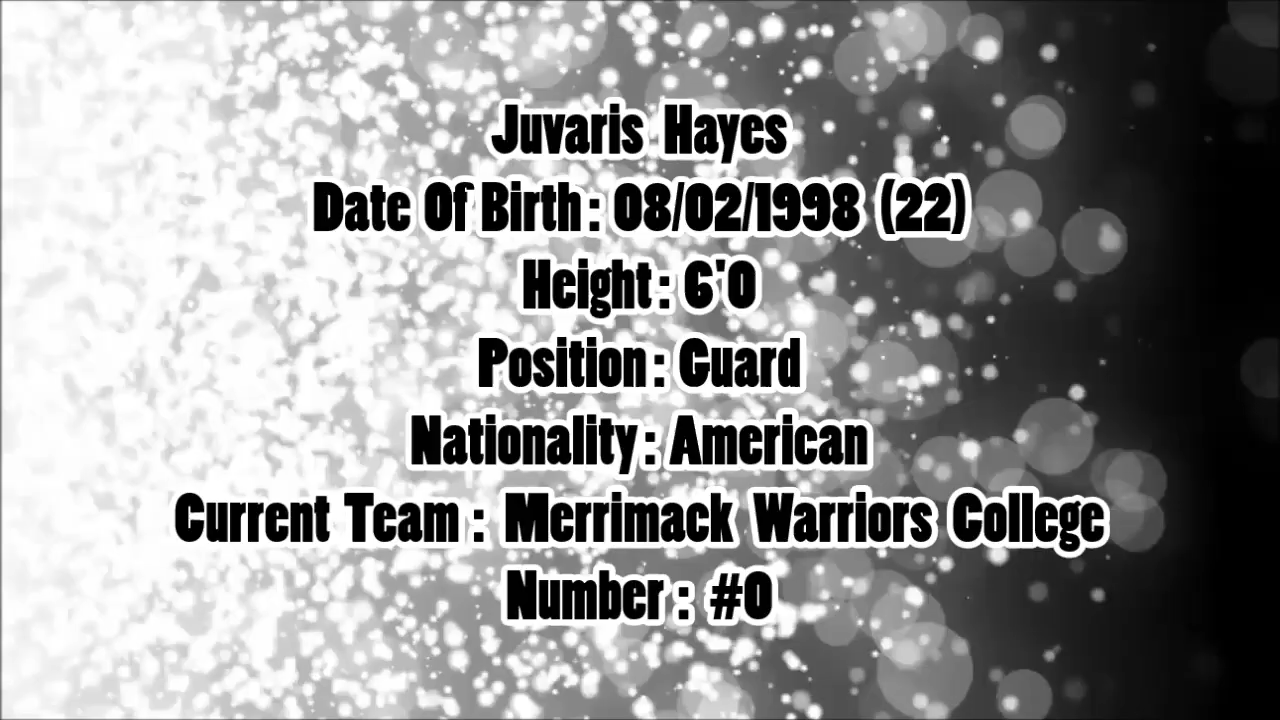 Juvaris Hayes
Date Of Birth : 08/02/1998 (22)
Height : 6'0
Position : Guard
Nationality : American
Current Team : Merrimack Warriors College
Number : #0